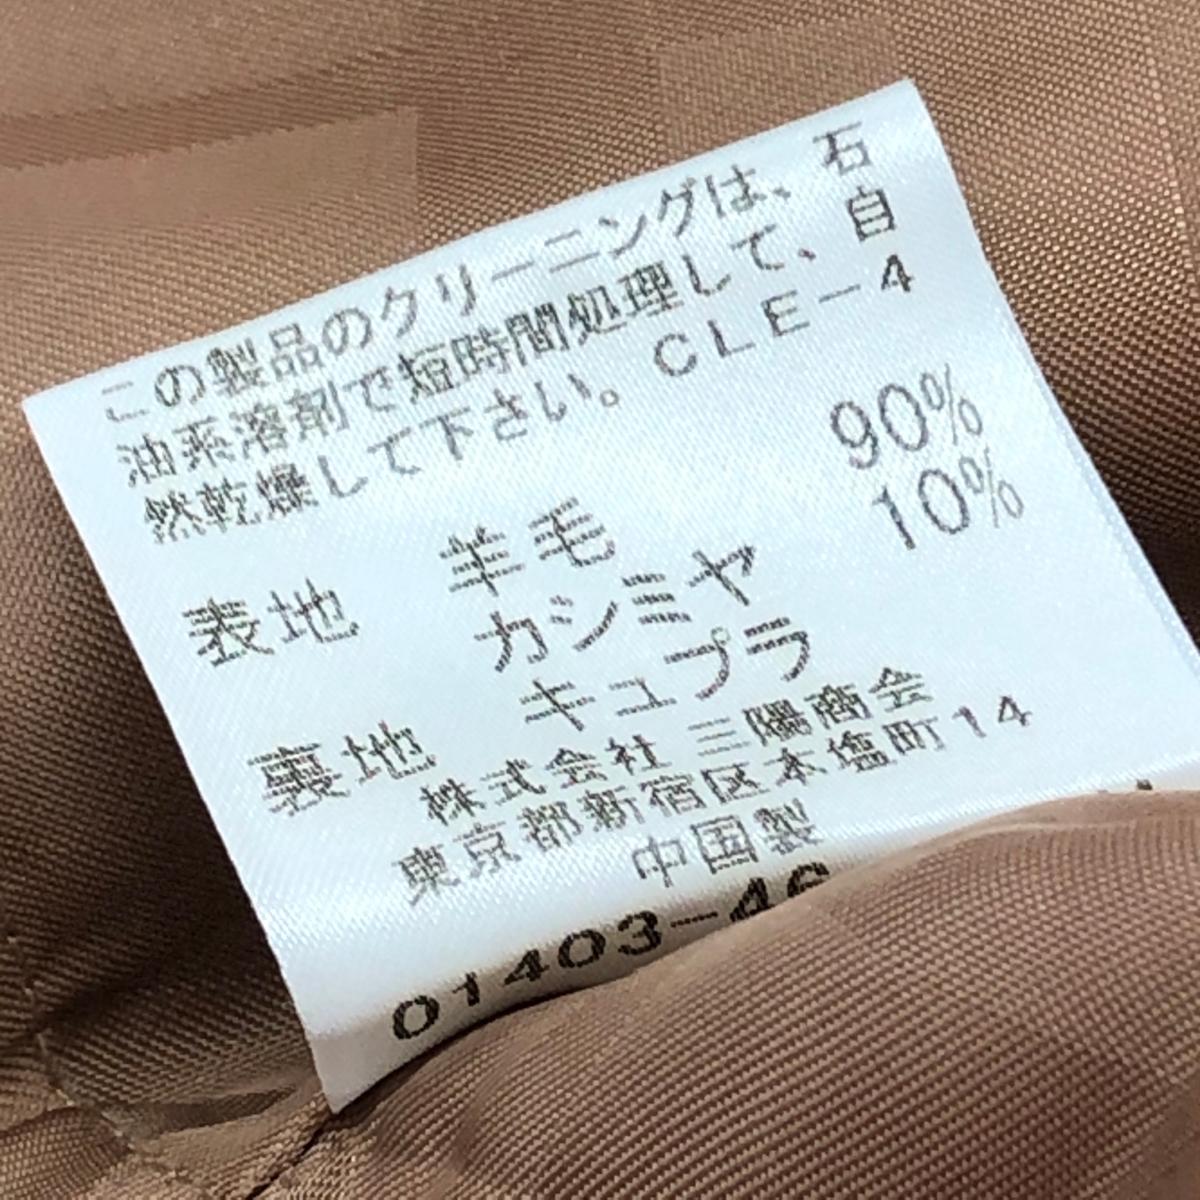 この製品のクリーニングは、石
油系溶剤で短時間処理して、自
然乾燥して下さい。CLE－4
表地 羊毛 90%
カシミヤ 10%
裏地 キュプラ
株式会社 三陽商会
東京都新宿区本塩町14
中国製
01403-46